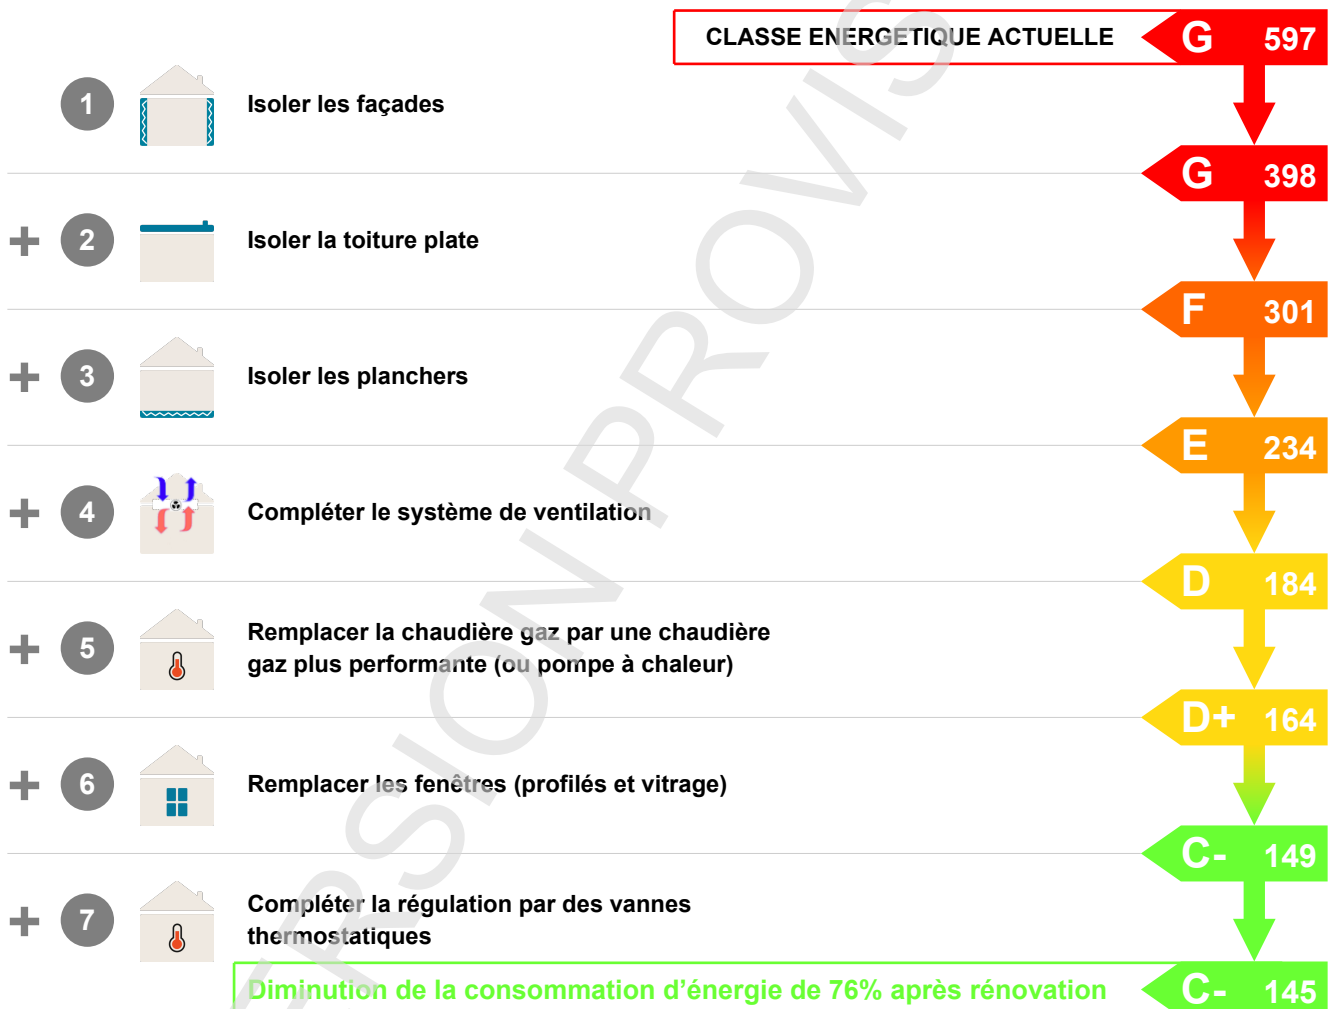 CLASSE ENERGETIQUE ACTUELLE G 597
1 Isoler les façades
G 398
+ 2 Isoler la toiture plate
F 301
+ 3 Isoler les planchers
E 234
+ 4 Compléter le système de ventilation
D 184
+ 5 Remplacer la chaudière gaz par une chaudière
gaz plus performante (ou pompe à chaleur)
D+ 164
+ 6 Remplacer les fenêtres (profilés et vitrage)
C- 149
+ 7 Compléter la régulation par des vannes
thermostatiques
Diminution de la consommation d’énergie de 76% après rénovation C- 145
ERSION PROVIS